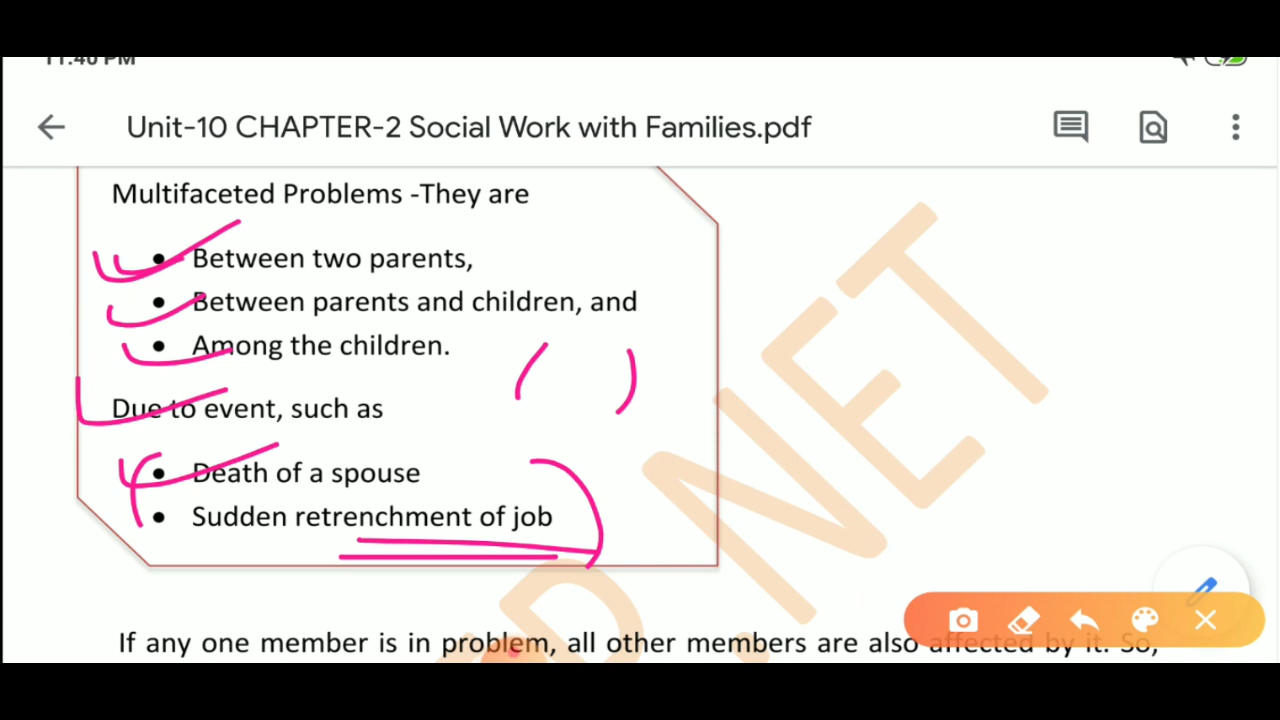 11:40 PM
Unit-10 CHAPTER-2 Social Work with Families.pdf
Multifaceted Problems -They are
• Between two parents,
• Between parents and children, and
• Among the children.
Due to event, such as
• Death of a spouse
• Sudden retrenchment of job
If any one member is in problem, all other members are also affected by it. So,
D.NET